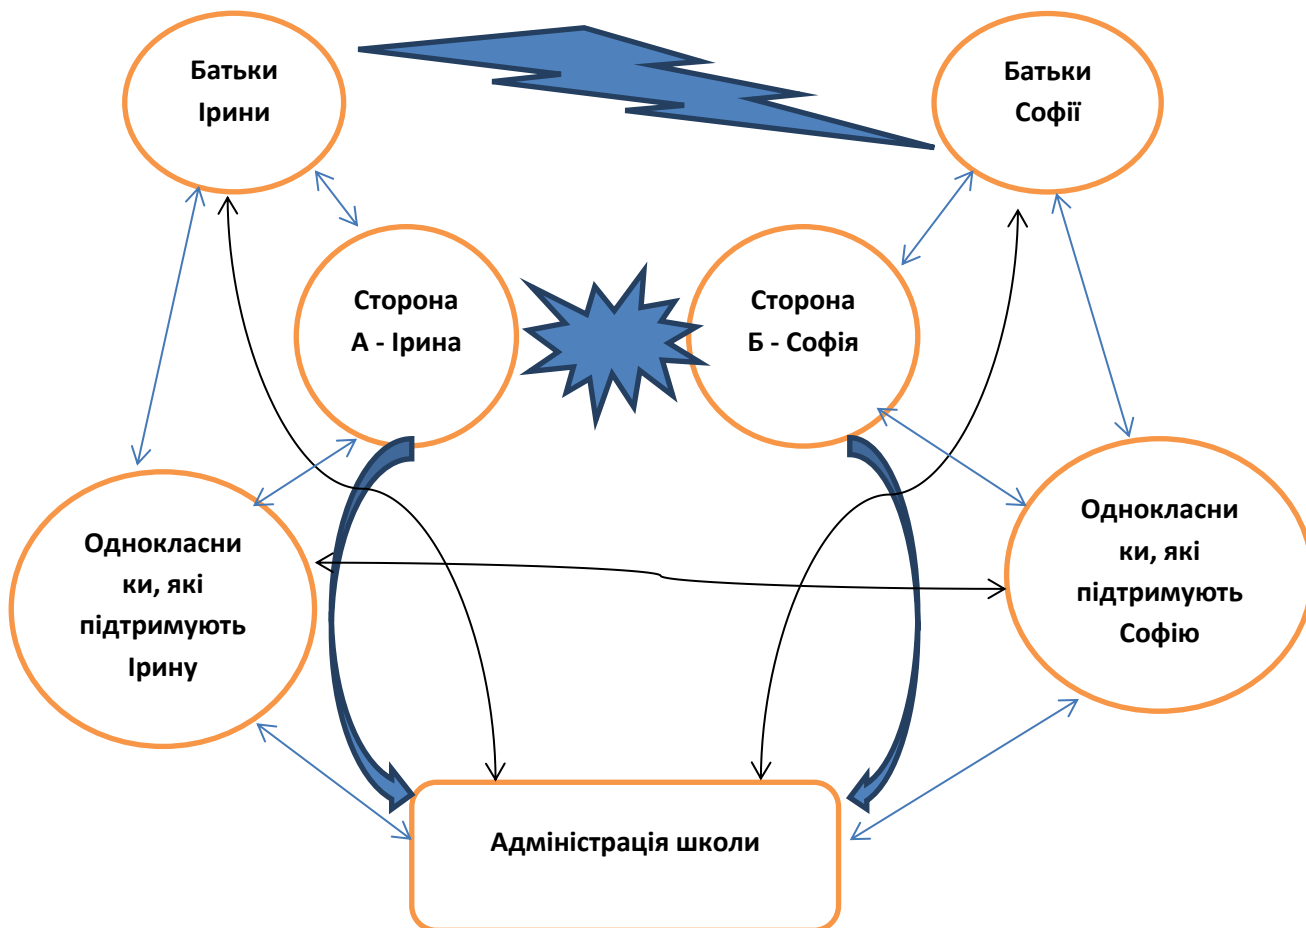 Батьки
Ірини
Батьки
Софії
Сторона
А - Ірина
Сторона
Б - Софія
Однокласни
ки, які
підтримують
Ірину
Однокласни
ки, які
підтримують
Софію
Адміністрація школи